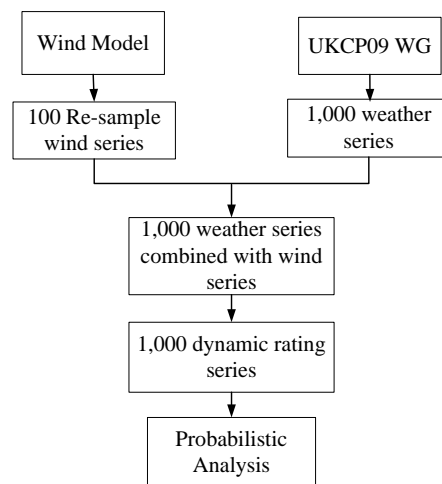 Wind Model
UKCP09 WG
100 Re-sample
wind series
1,000 weather
series
1,000 weather series
combined with wind
series
1,000 dynamic rating
series
Probabilistic
Analysis